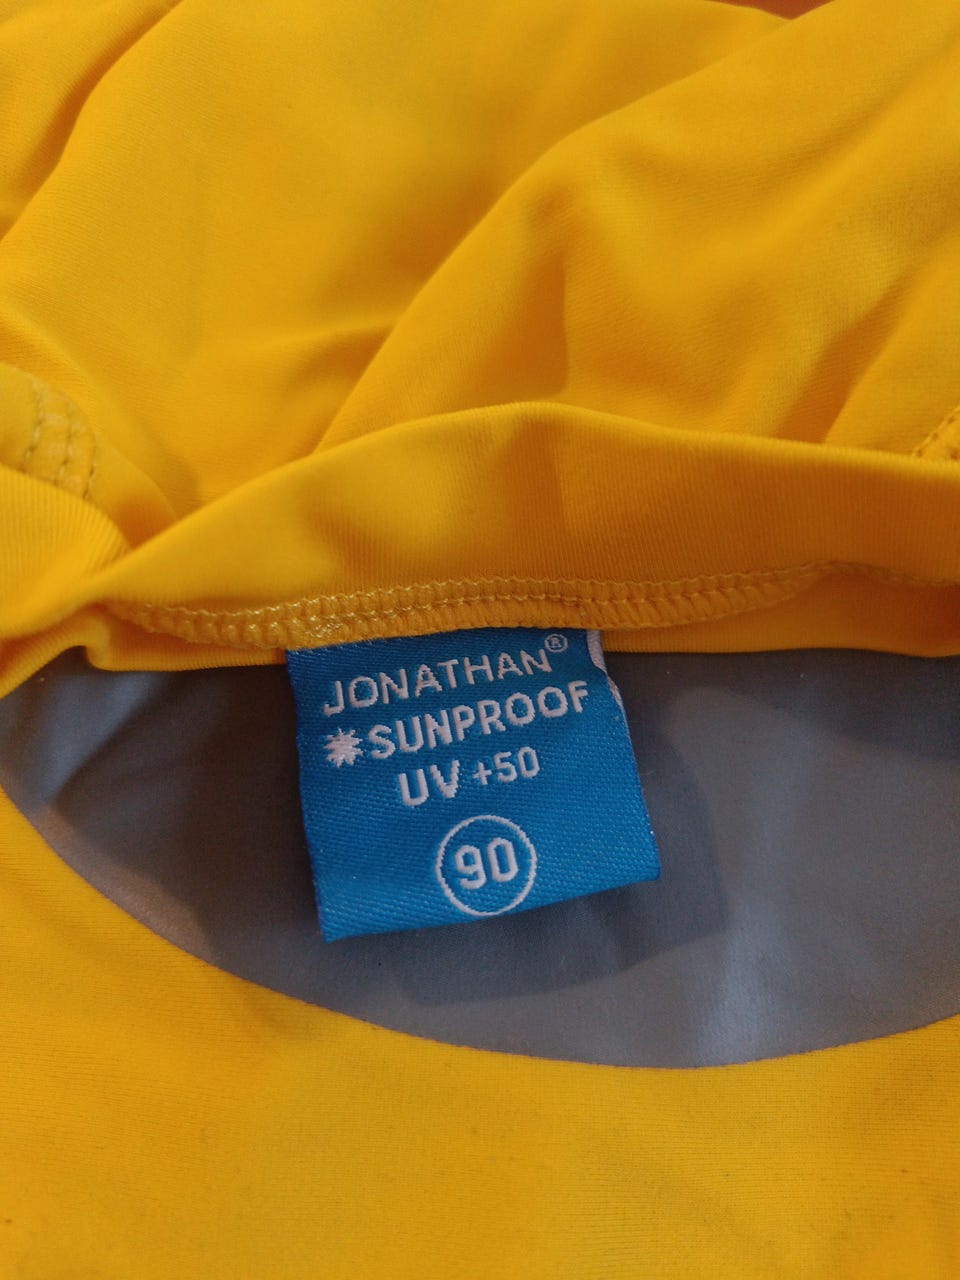 JONATHAN®
*SUNPROOF
UV +50
90